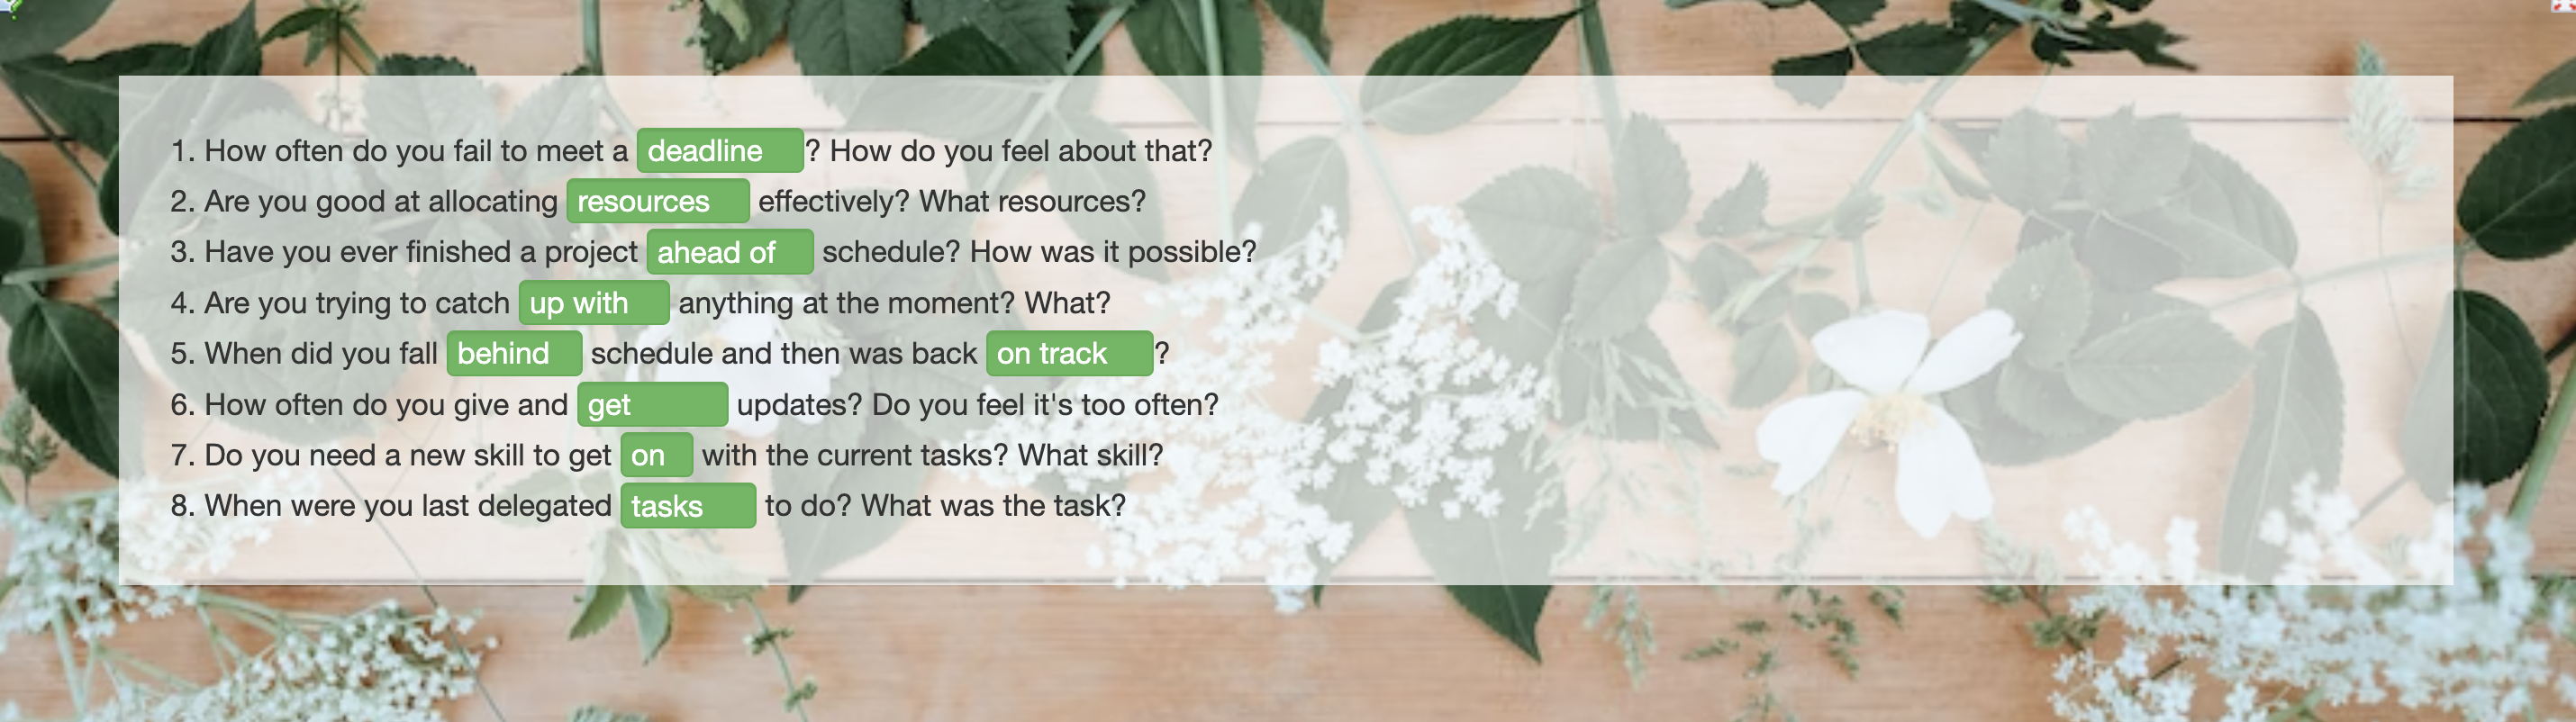 1. How often do you fail to meet a deadline? How do you feel about that?
2. Are you good at allocating resources effectively? What resources?
3. Have you ever finished a project ahead of schedule? How was it possible?
4. Are you trying to catch up with anything at the moment? What?
5. When did you fall behind schedule and then was back on track?
6. How often do you give and get updates? Do you feel it's too often?
7. Do you need a new skill to get on with the current tasks? What skill?
8. When were you last delegated tasks to do? What was the task?